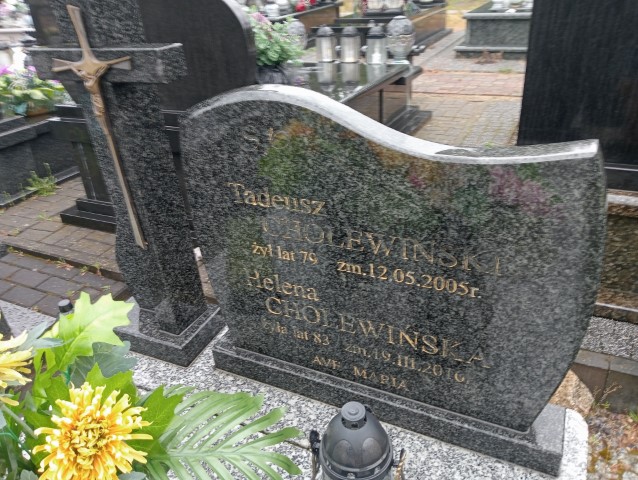 Tadeusz
CHOLEWIŃSKI
żył lat 79 zm.12.05.2005r.
Helena
CHOLEWIŃSKA
żyła lat 83 zm.19.III.2016
AVE MARIA